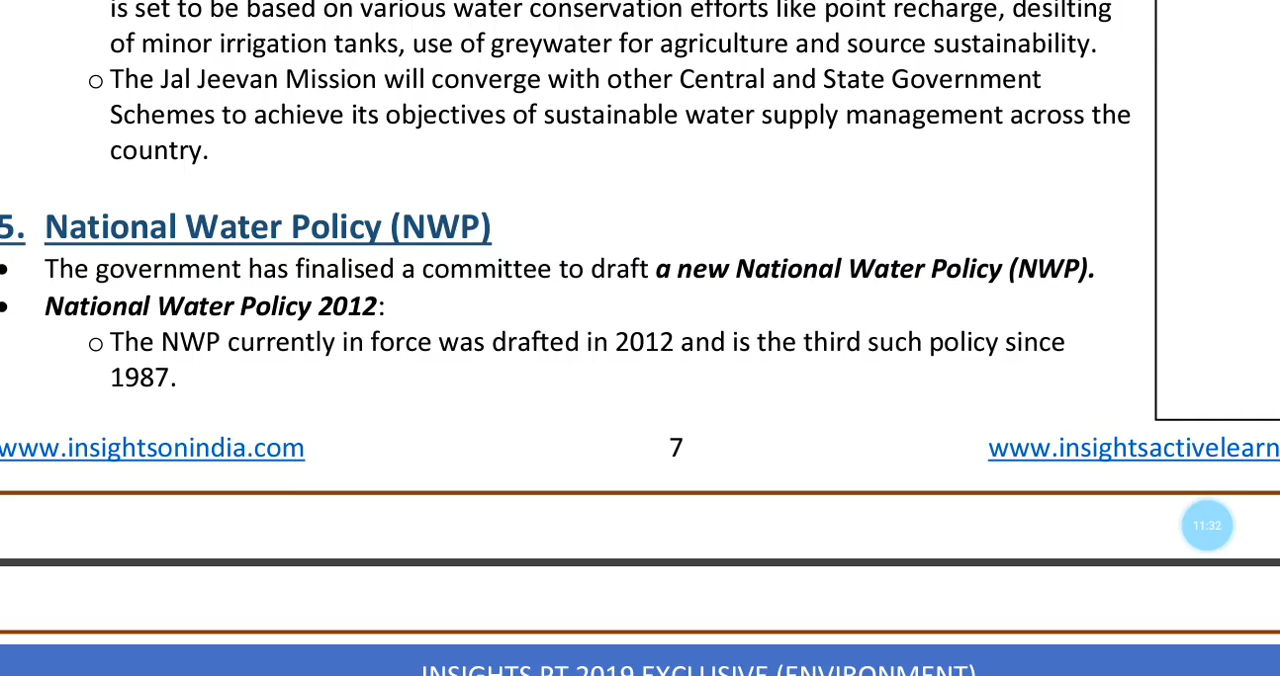 is set to be based on various water conservation efforts like point recharge, desilting
of minor irrigation tanks, use of greywater for agriculture and source sustainability.
o The Jal Jeevan Mission will converge with other Central and State Government
Schemes to achieve its objectives of sustainable water supply management across the
country.
5. National Water Policy (NWP)
• The government has finalised a committee to draft a new National Water Policy (NWP).
• National Water Policy 2012:
o The NWP currently in force was drafted in 2012 and is the third such policy since
1987.
www.insightsonindia.com 7 www.insightsactivelearn
11:32
INSIGHTS PT 2019 EXCLUSIVE (ENVIRONMENT)